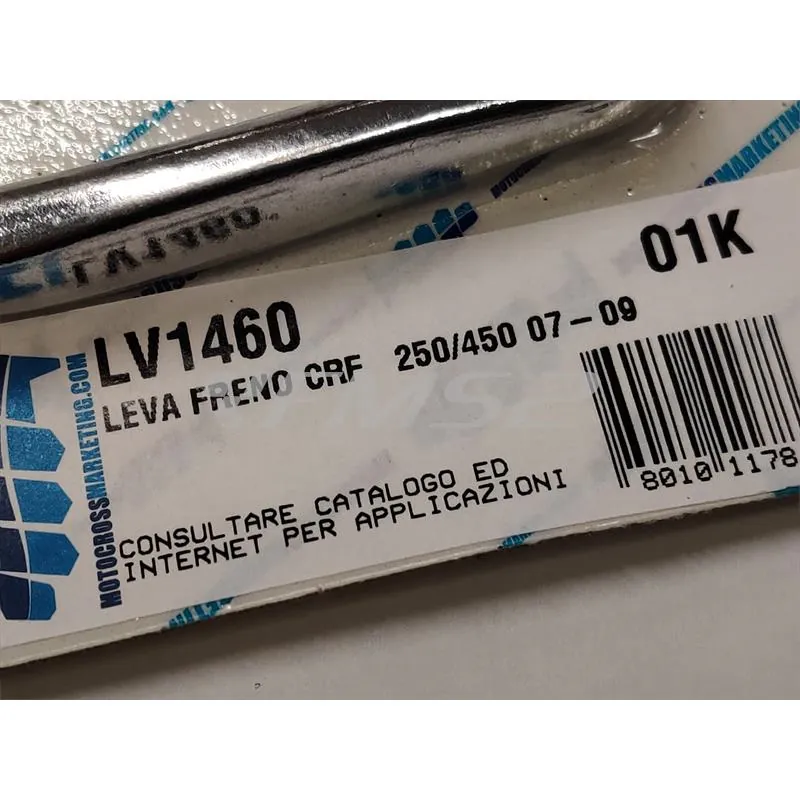 01K
LV1460
LEVA FRENO CRF 250/450 07-09
CONSULTARE CATALOGO ED
INTERNET PER APPLICAZIONI
8010 1178
MOTOCROSSMARKETING.COM
MOTOCROSSMARKETING